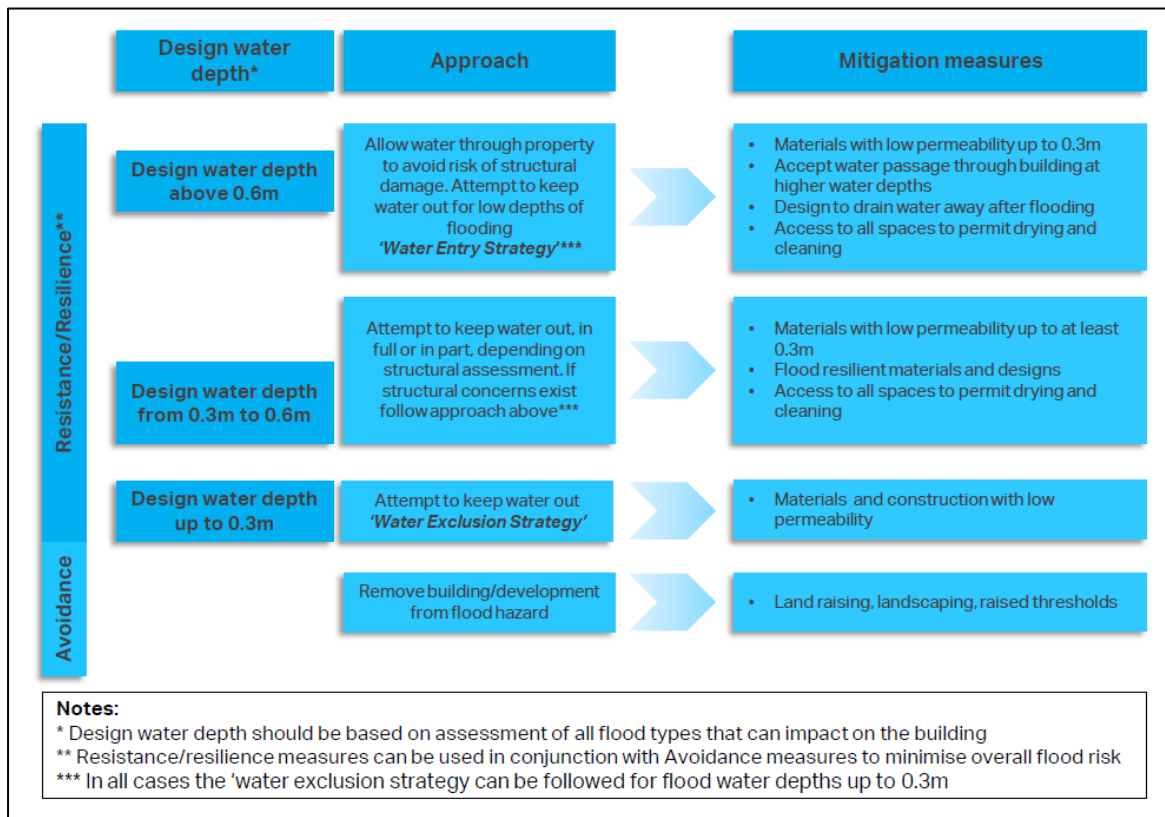 Design water
depth*
Approach
Mitigation measures
Resistance/Resilience**
Design water depth
above 0.6m
Allow water through property
to avoid risk of structural
damage. Attempt to keep
water out for low depths of
flooding
‘Water Entry Strategy’***
• Materials with low permeability up to 0.3m
• Accept water passage through building at
higher water depths
• Design to drain water away after flooding
• Access to all spaces to permit drying and
cleaning
Design water depth
from 0.3m to 0.6m
Attempt to keep water out, in
full or in part, depending on
structural assessment. If
structural concerns exist
follow approach above***
• Materials with low permeability up to at least
0.3m
• Flood resilient materials and designs
• Access to all spaces to permit drying and
cleaning
Design water depth
up to 0.3m
Attempt to keep water out
‘Water Exclusion Strategy’
• Materials and construction with low
permeability
Avoidance
Remove building/development
from flood hazard
• Land raising, landscaping, raised thresholds
Notes:
* Design water depth should be based on assessment of all flood types that can impact on the building
** Resistance/resilience measures can be used in conjunction with Avoidance measures to minimise overall flood risk
*** In all cases the ‘water exclusion strategy can be followed for flood water depths up to 0.3m